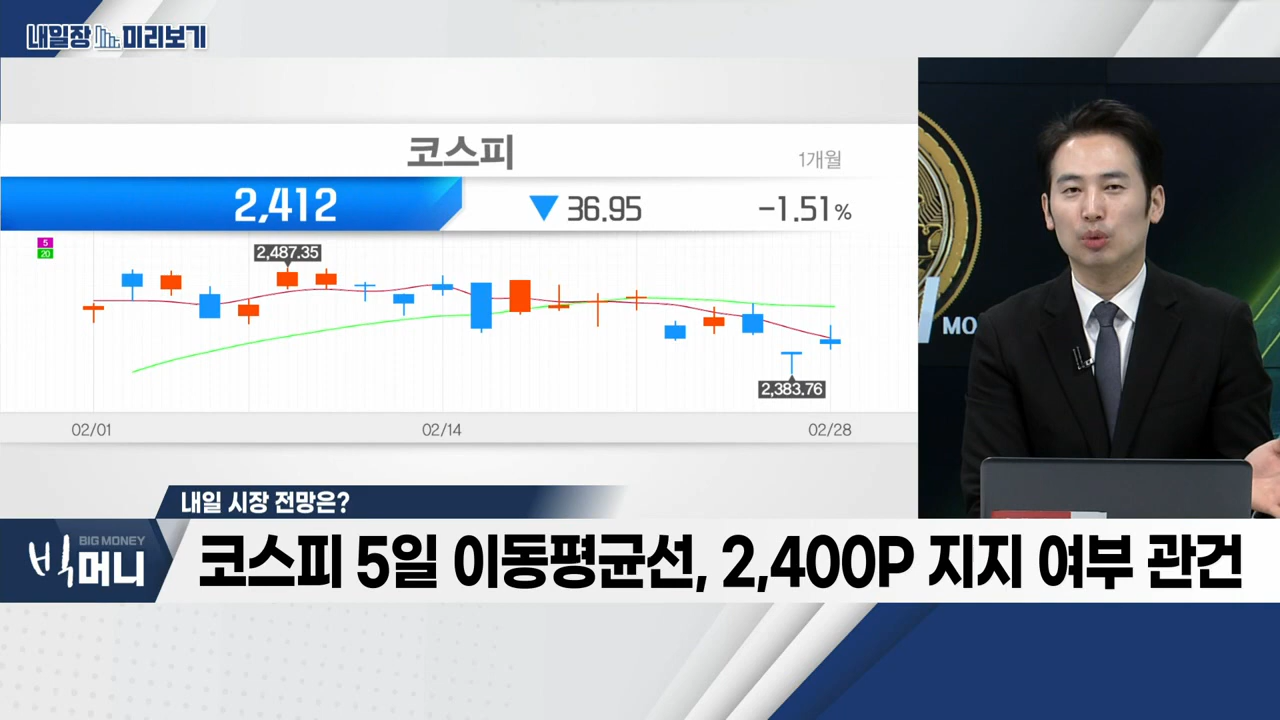 내일장 미리보기
코스피
1개월
2,412
▼ 36.95
-1.51%
5
20
2,487.35
2,383.76
02/01
02/14
02/28
MO
내일 시장 전망은?
BIG MONEY
빅머니
코스피 5일 이동평균선, 2,400P 지지 여부 관건